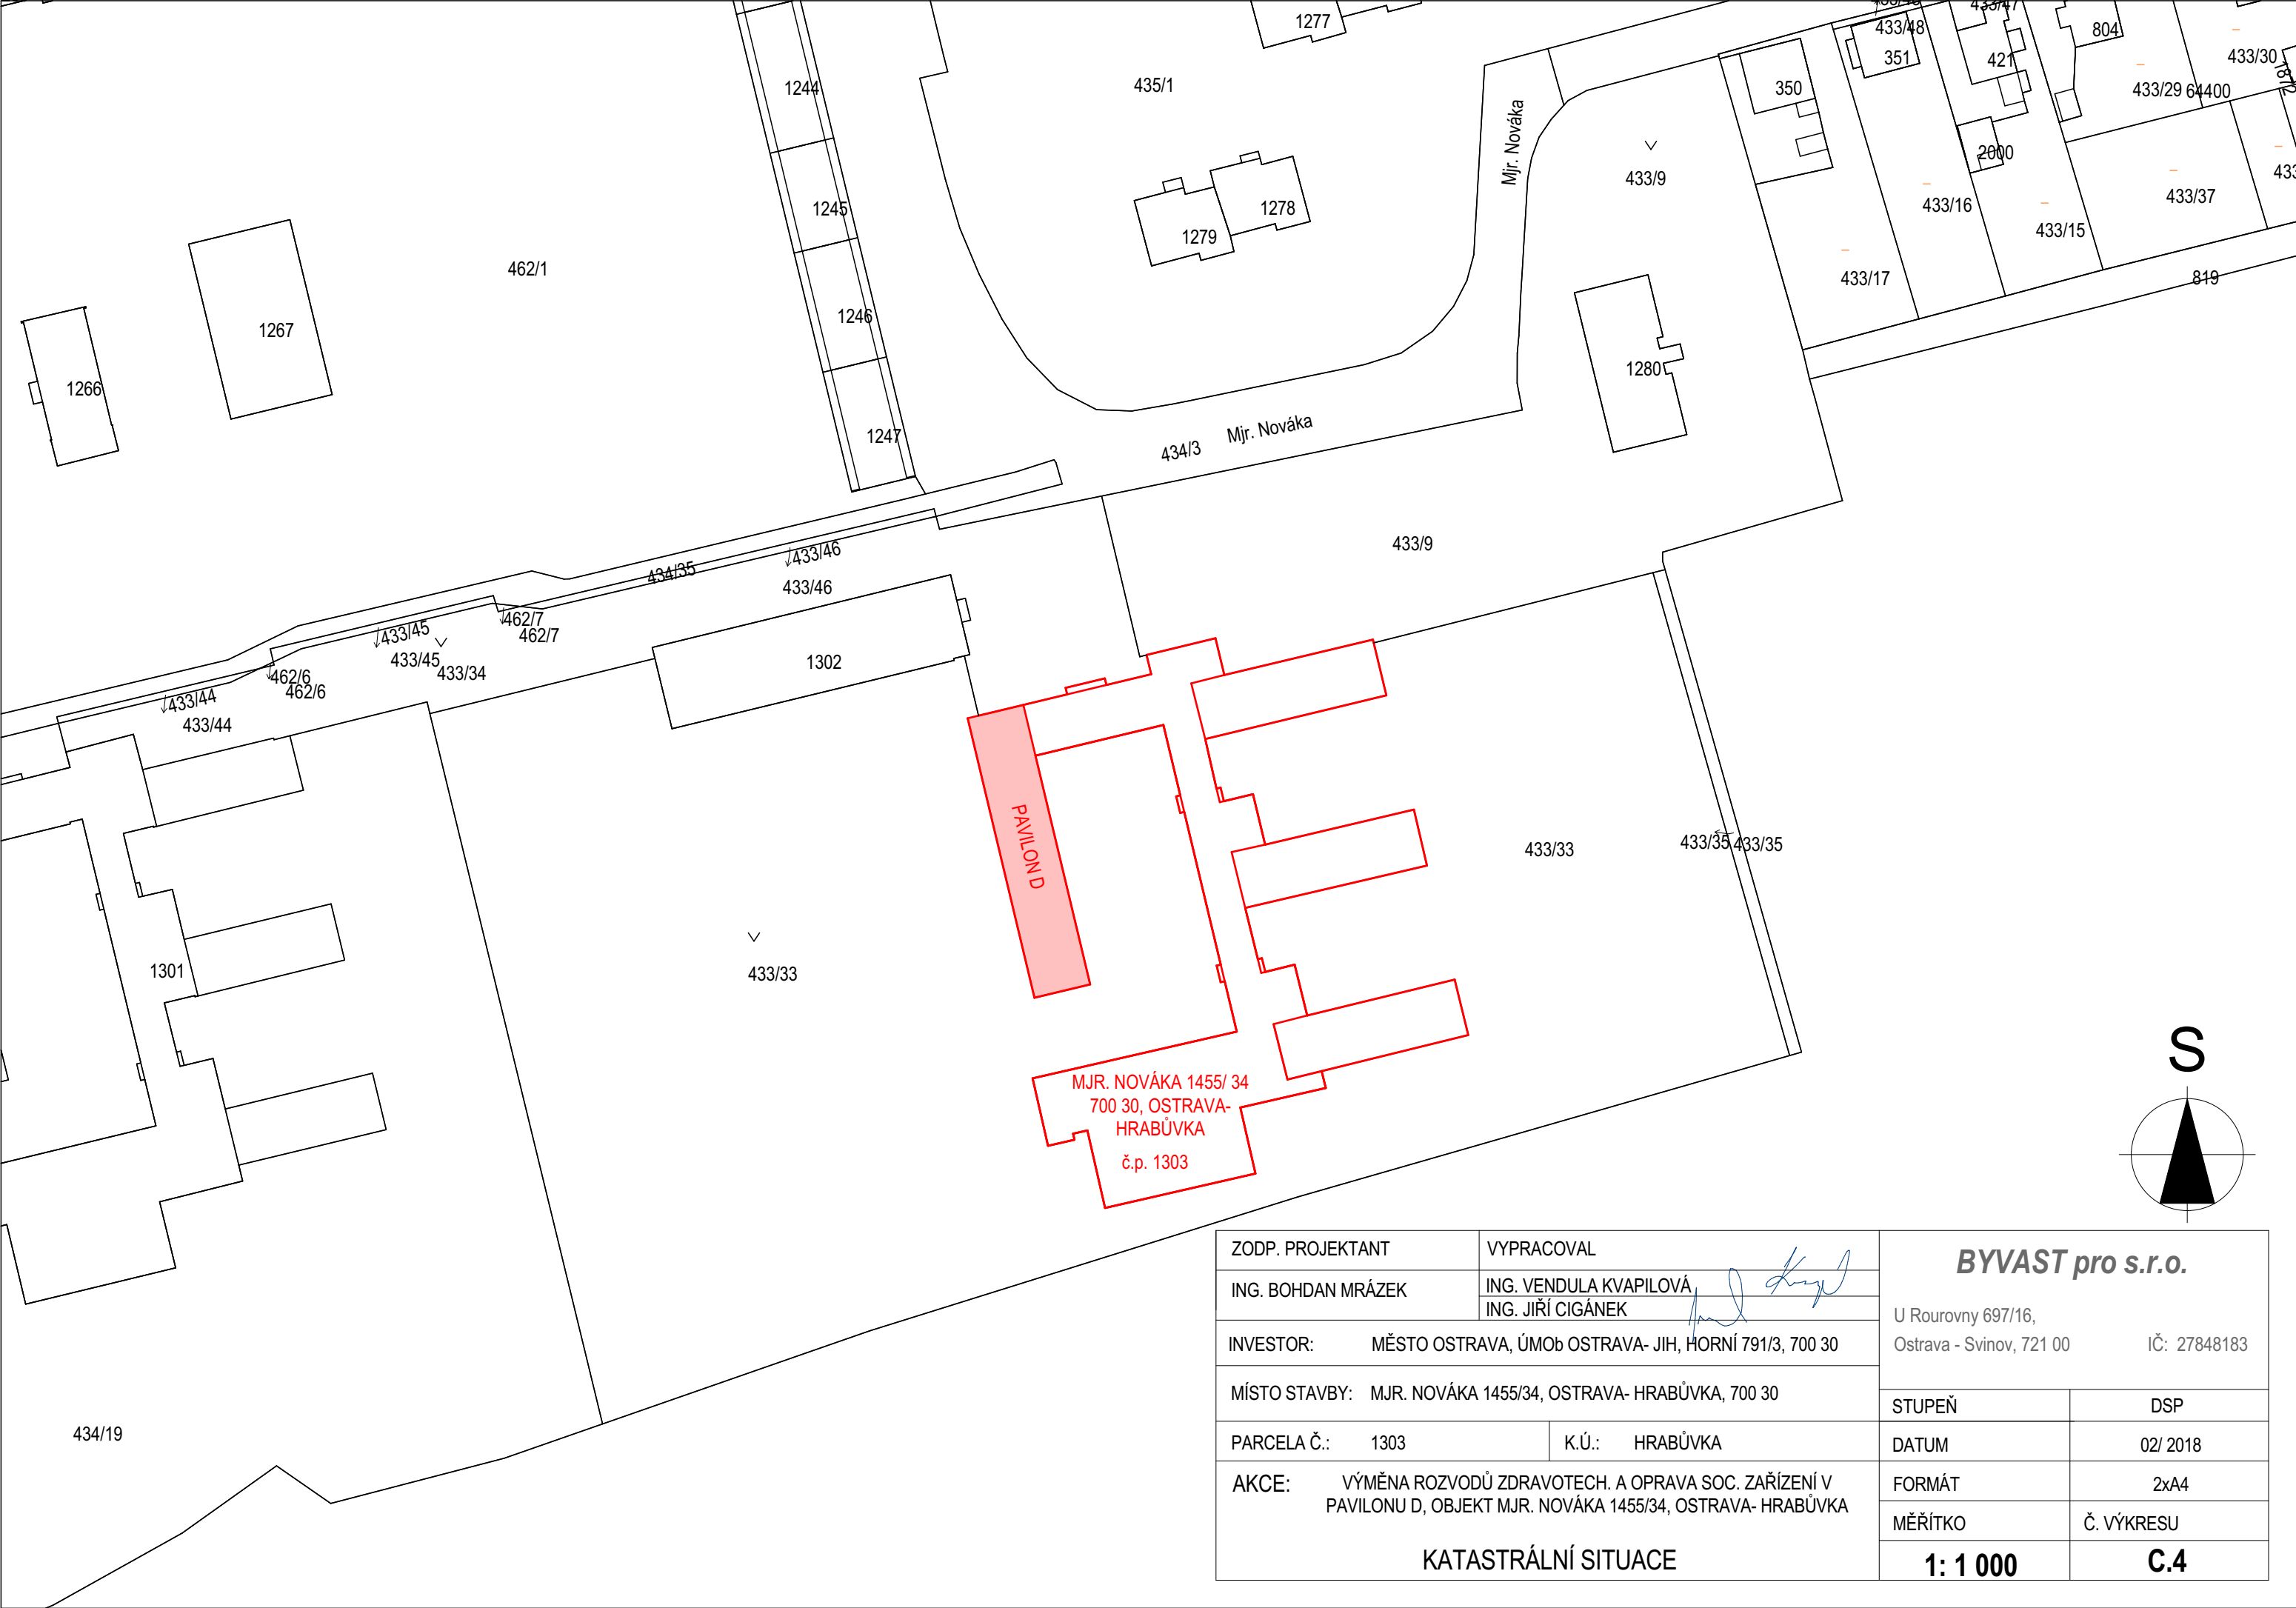 433/47
1277
433/48
804
433/30
351
421
435/1
1244
350
433/29
64400
1872
Mjr. Nováka
2000
433/9
433/37
433/16
1245
1278
433/15
1279
462/1
433/17
819
1246
1267
1280
1266
Mjr. Nováka
1247
434/3
433/9
433/46
434/35
433/46
462/7
462/7
433/45
433/45
433/34
1302
462/6
462/6
433/44
433/44
PAVILON D
433/33
433/35
433/35
1301
433/33
S
MJR. NOVÁKA 1455/ 34
700 30, OSTRAVA-
HRABŮVKA
č.p. 1303
434/19
ZODP. PROJEKTANT
VYPRACOVAL
ING. BOHDAN MRÁZEK
ING. VENDULA KVAPILOVÁ
ING. JIŘÍ CIGÁNEK
INVESTOR: MĚSTO OSTRAVA, ÚMOb OSTRAVA- JIH, HORNÍ 791/3, 700 30
MÍSTO STAVBY: MJR. NOVÁKA 1455/34, OSTRAVA- HRABŮVKA, 700 30
PARCELA Č.: 1303 K.Ú.: HRABŮVKA
AKCE: VÝMĚNA ROZVODŮ ZDRAVOTECH. A OPRAVA SOC. ZAŘÍZENÍ V
PAVILONU D, OBJEKT MJR. NOVÁKA 1455/34, OSTRAVA- HRABŮVKA
KATASTRÁLNÍ SITUACE
BYVAST pro s.r.o.
U Rourovny 697/16,
Ostrava - Svinov, 721 00 IČ: 27848183
STUPEŇ DSP
DATUM 02/ 2018
FORMÁT 2xA4
MĚŘÍTKO Č. VÝKRESU
1: 1 000 C.4